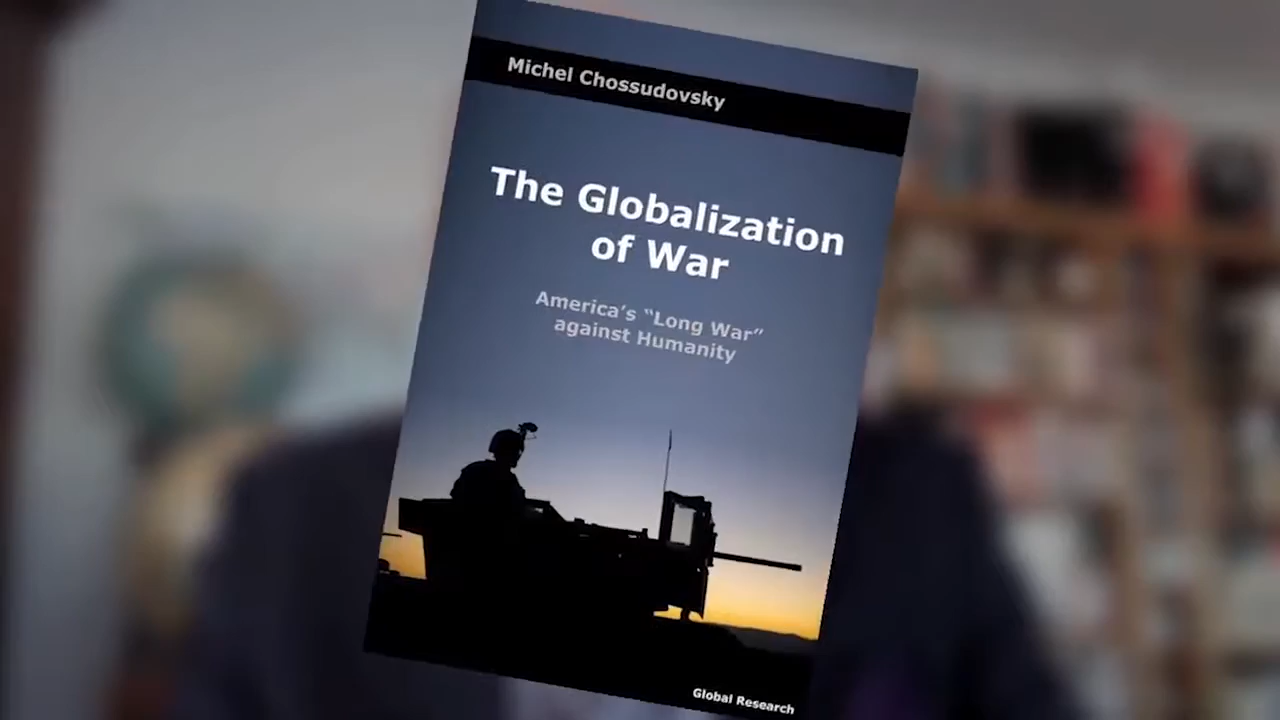 Michel Chossudovsky
The Globalization
of War
America's “Long War”
against Humanity
Global Research